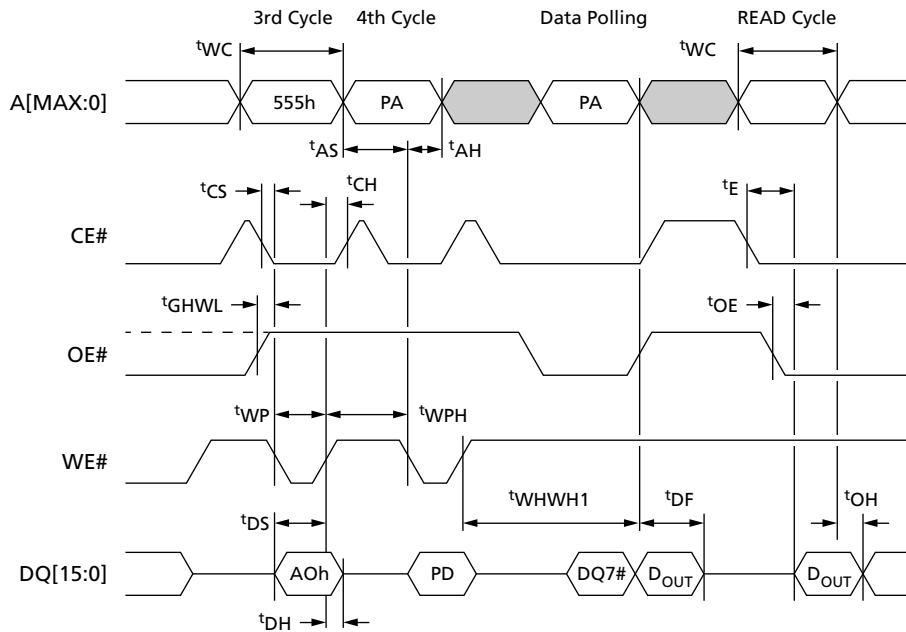 3rd Cycle 4th Cycle Data Polling READ Cycle
tWC tWC
A[MAX:0] 555h PA PA
tAS tAH
tCS tCH tE
CE#
tGHWL tOE
OE#
tWP tWPH
WE#
tWHWH1 tDF tOH
tDS
DQ[15:0] AOh PD DQ7# DOUT DOUT
tDH